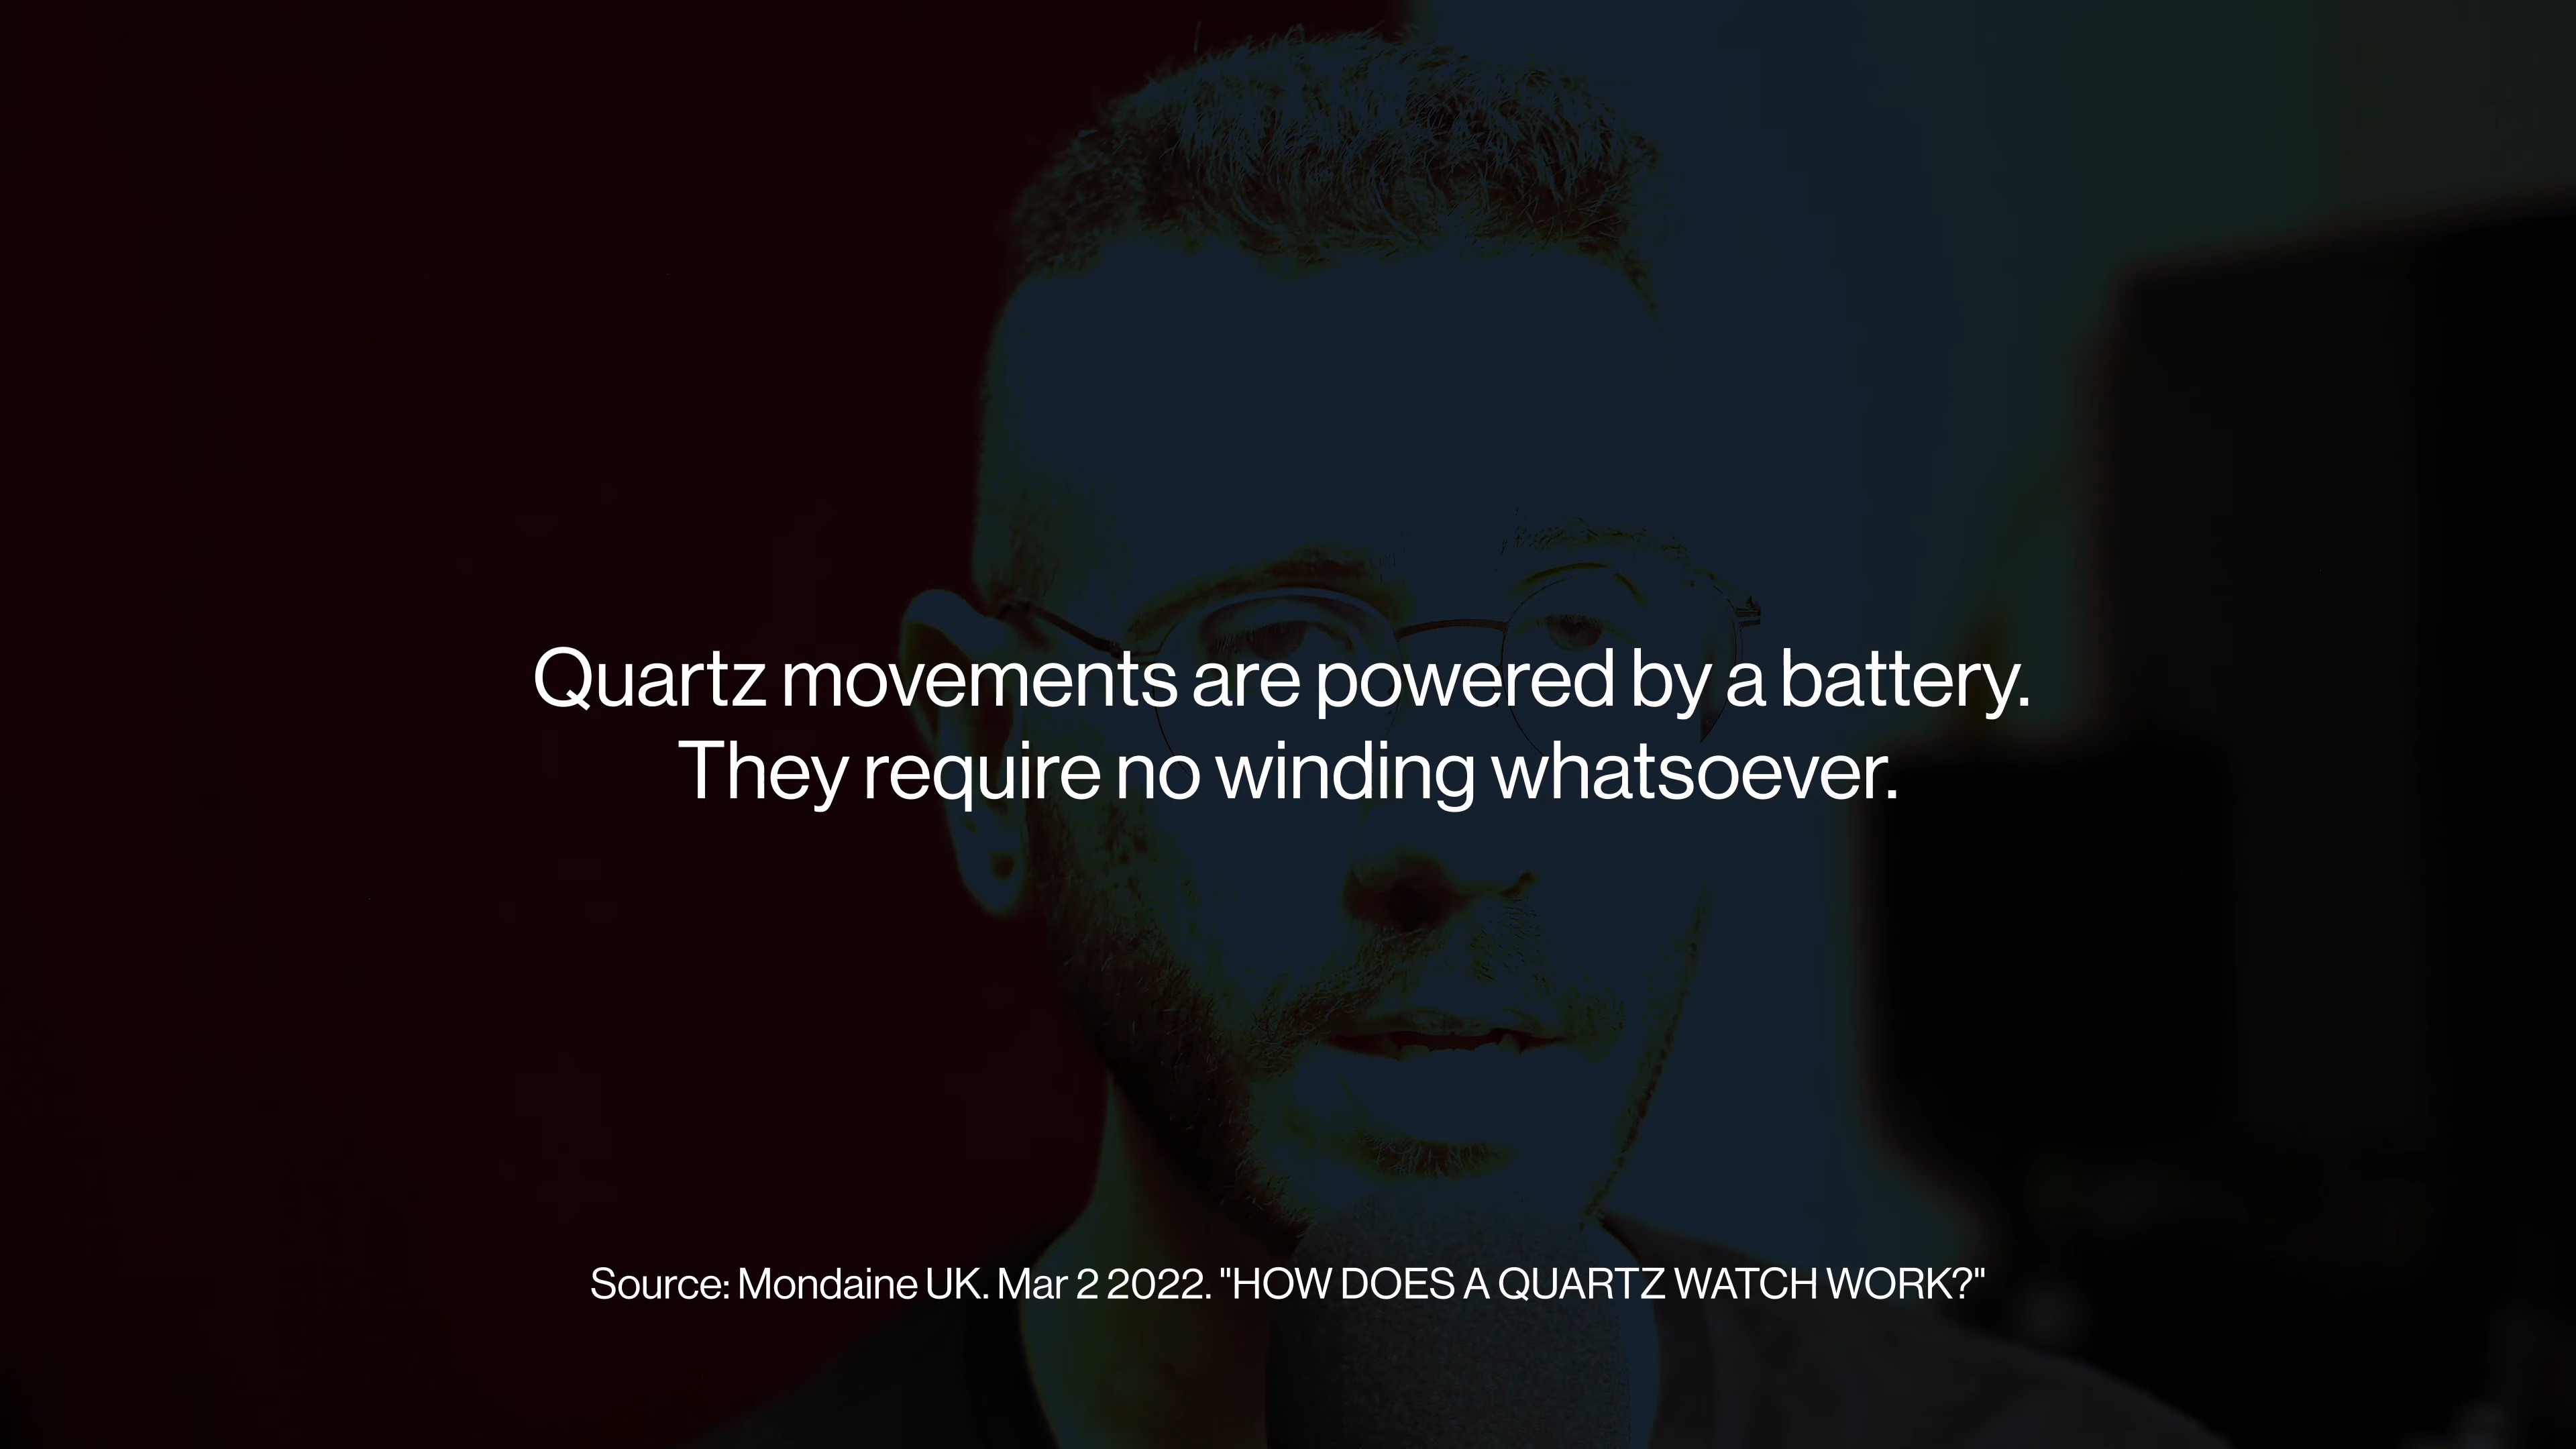 Quartz movements are powered by a battery.
They require no winding whatsoever.
Source: Mondaine UK. Mar 2 2022. "HOW DOES A QUARTZ WATCH WORK?"